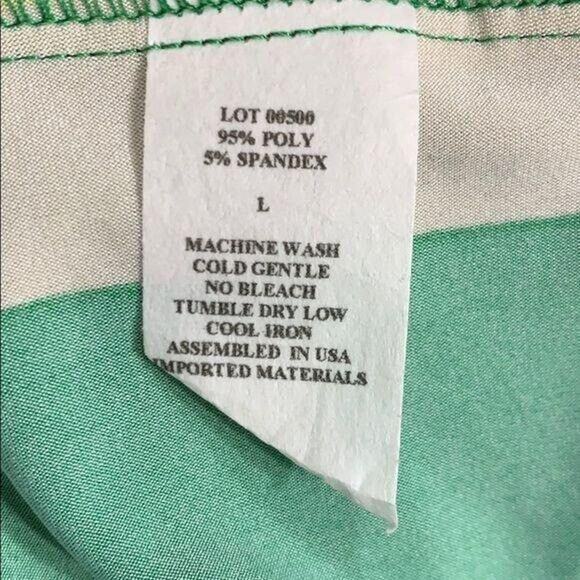 LOT 00500
95% POLY
5% SPANDEX
L
MACHINE WASH
COLD GENTLE
NO BLEACH
TUMBLE DRY LOW
COOL IRON
ASSEMBLED IN USA
IMPORTED MATERIALS